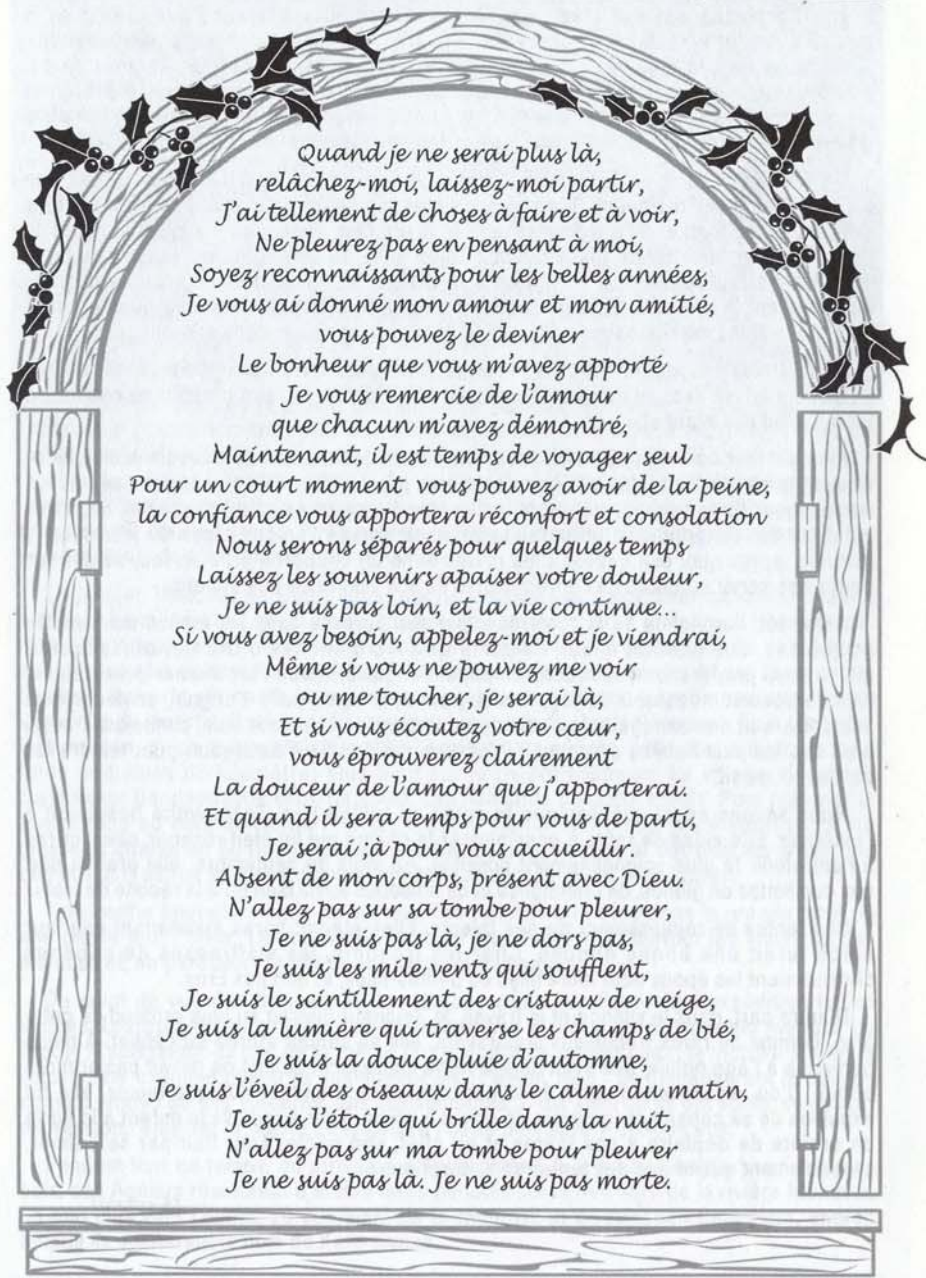 Quand je ne serai plus là,
relâchez-moi, laissez-moi partir,
J'ai tellement de choses à faire et à voir,
Ne pleurez pas en pensant à moi,
Soyez reconnaissants pour les belles années,
Je vous ai donné mon amour et mon amitié,
vous pouvez le deviner
Le bonheur que vous m'avez apporté
Je vous remercie de l'amour
que chacun m'avez démontré,
Maintenant, il est temps de voyager seul
Pour un court moment vous pouvez avoir de la peine,
la confiance vous apportera réconfort et consolation
Nous serons séparés pour quelques temps
Laissez les souvenirs apaiser votre douleur,
Je ne suis pas loin, et la vie continue...
Si vous avez besoin, appelez-moi et je viendrai,
Même si vous ne pouvez me voir
ou me toucher, je serai là,
Et si vous écoutez votre cœur,
vous éprouverez clairement
La douceur de l'amour que j'apporterai.
Et quand il sera temps pour vous de parti,
Je serai ;à pour vous accueillir.
Absent de mon corps, présent avec Dieu
N'allez pas sur sa tombe pour pleurer,
Je ne suis pas là, je ne dors pas,
Je suis les mile vents qui soufflent,
Je suis le scintillement des cristaux de neige,
Je suis la lumière qui traverse les champs de blé,
Je suis la douce pluie d'automne,
Je suis l'éveil des oiseaux dans le calme du matin,
Je suis l'étoile qui brille dans la nuit,
N'allez pas sur ma tombe pour pleurer
Je ne suis pas là. Je ne suis pas morte.